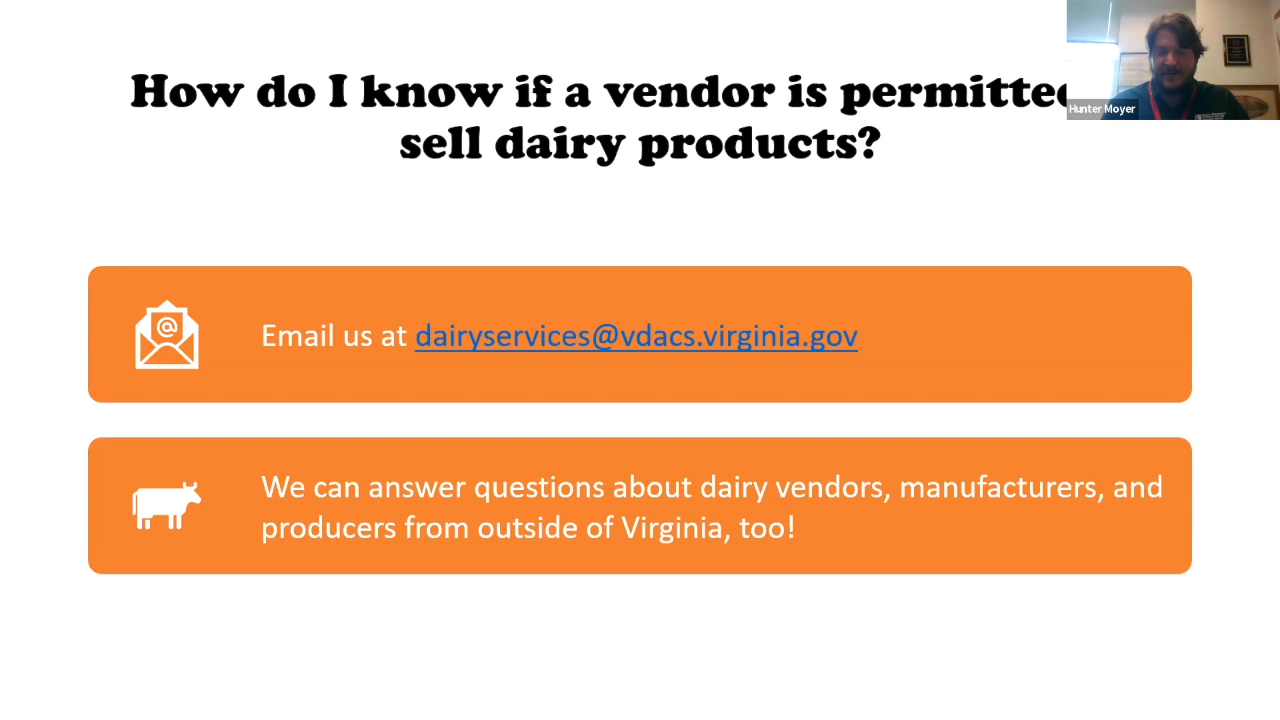 How do I know if a vendor is permitted
sell dairy products?
Hunter Moyer
@
Email us at dairyservices@vdacs.virginia.gov
We can answer questions about dairy vendors, manufacturers, and
producers from outside of Virginia, too!